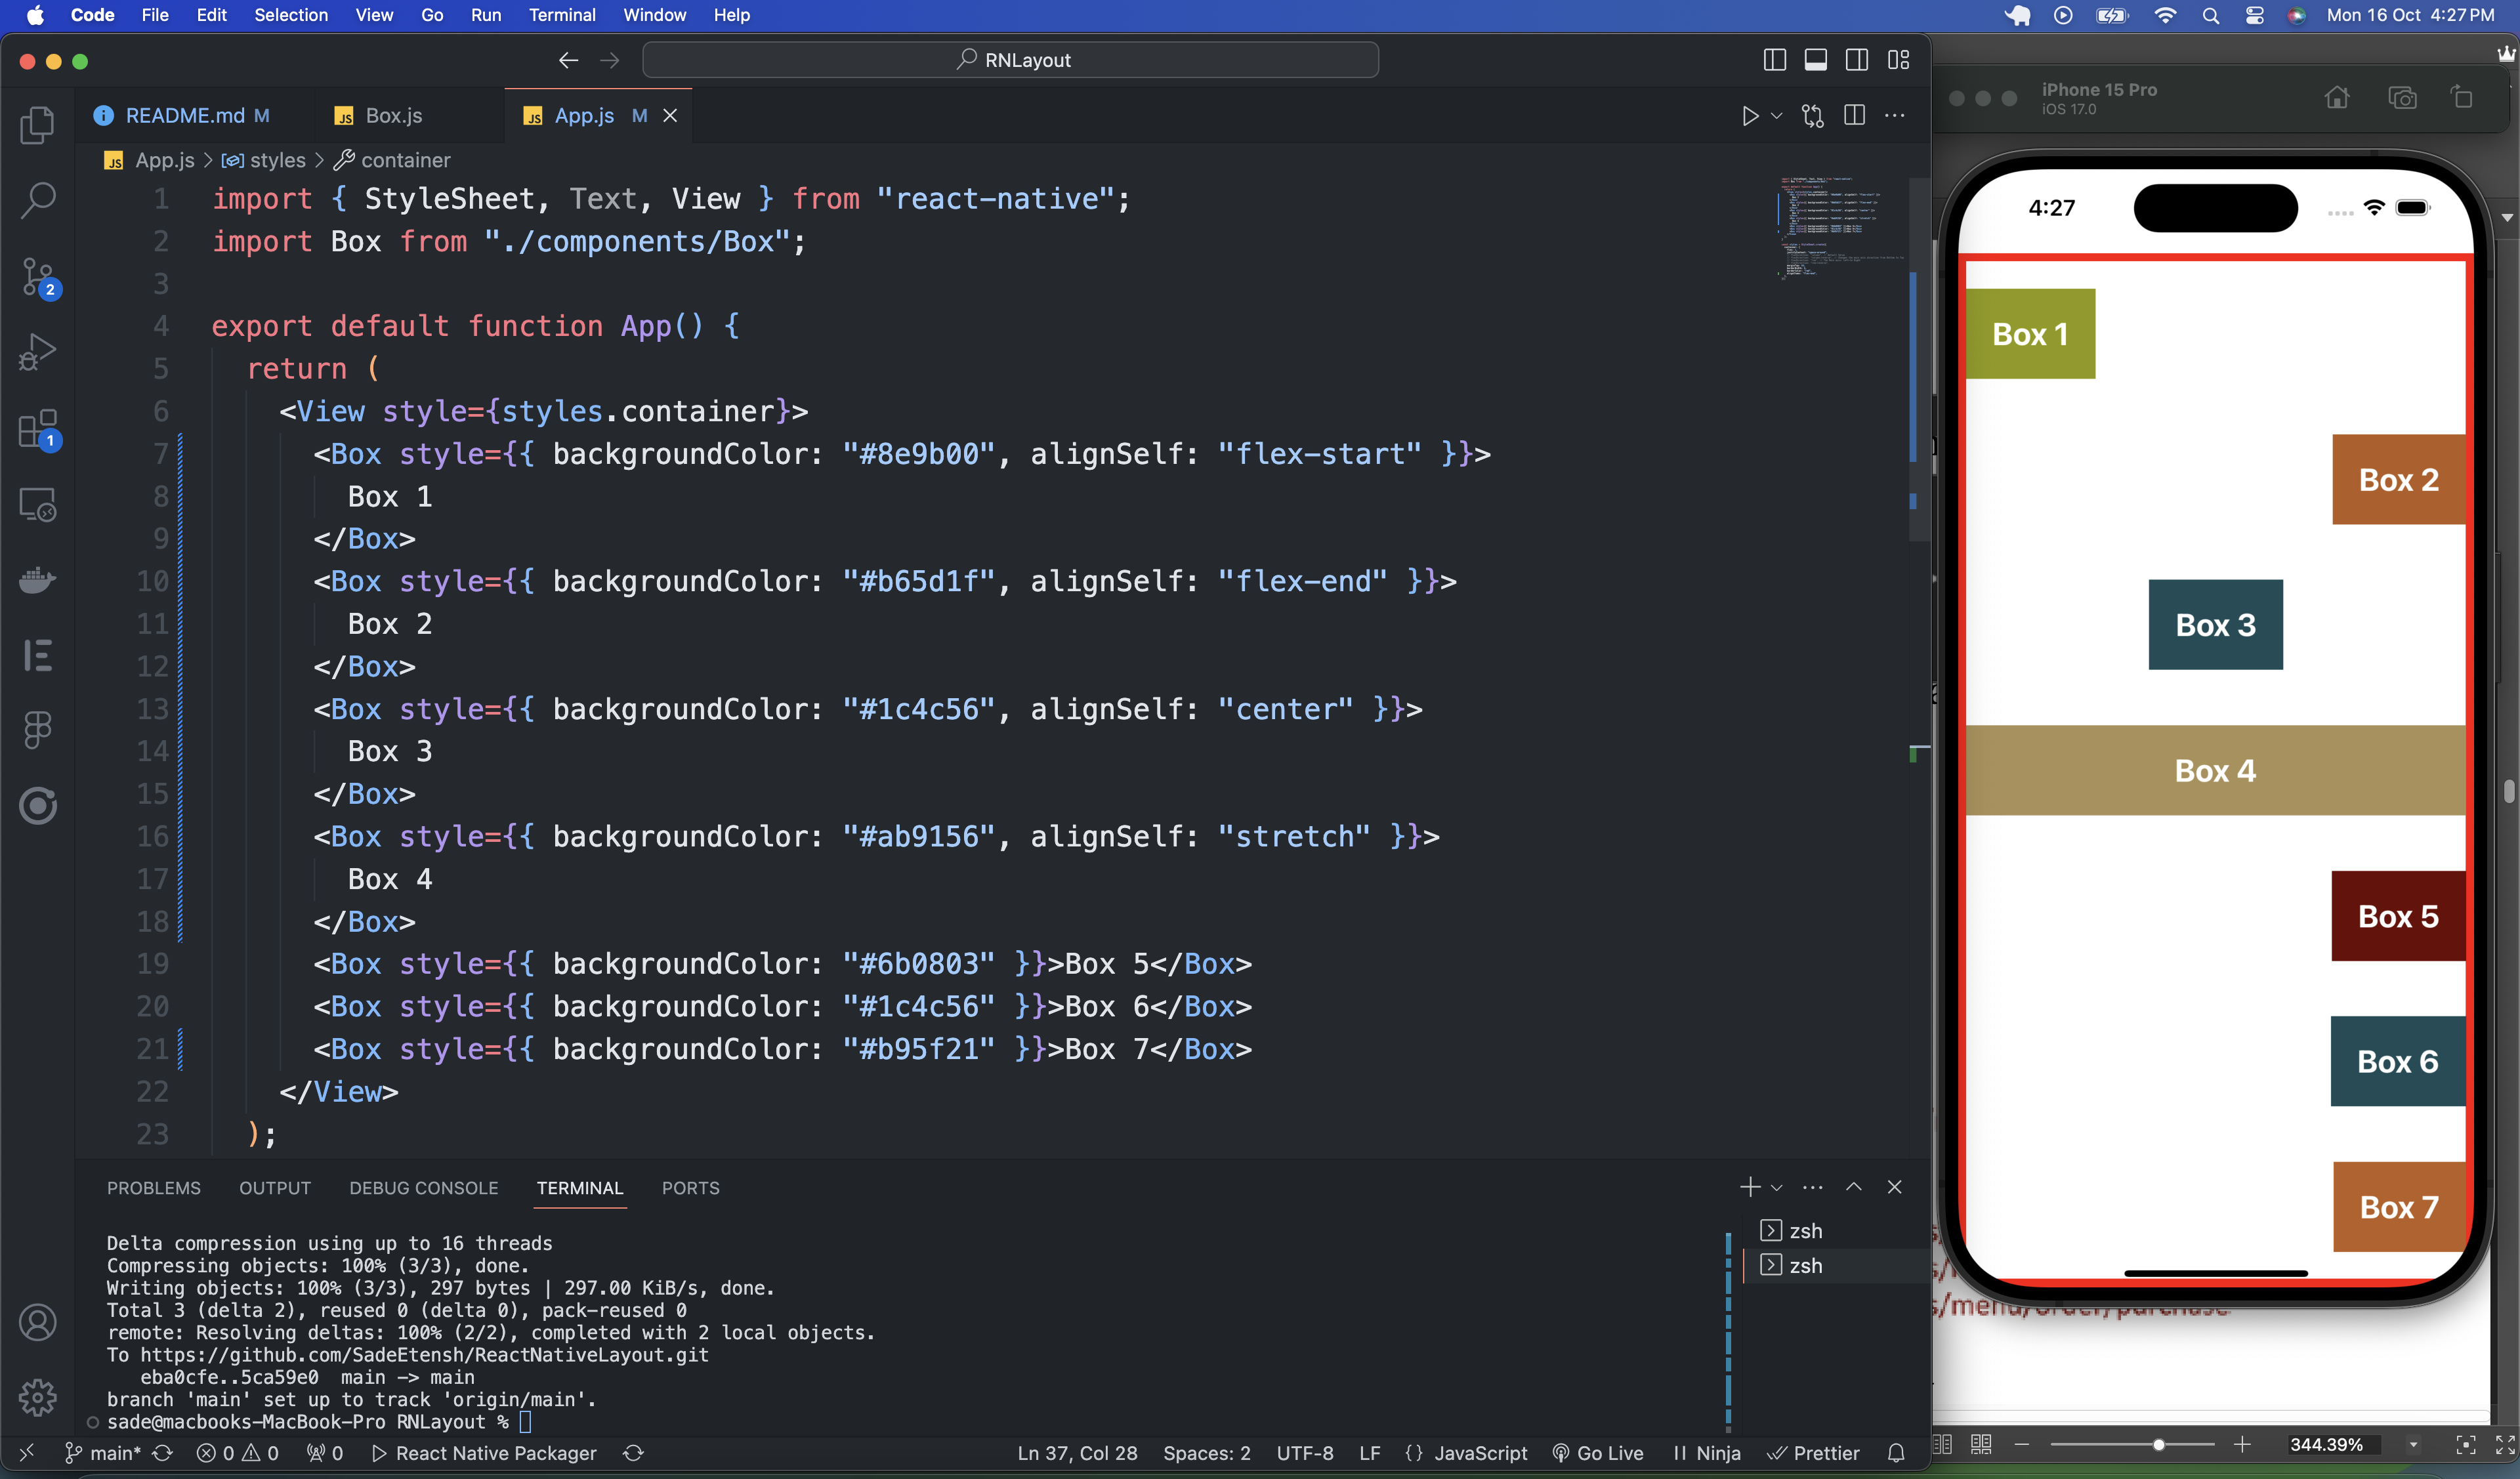 Code File Edit Selection View Go Run Terminal Window Help
Mon 16 Oct 4:27 PM
RNLayout
README.md M
JS Box.js
JS App.js M
JS App.js > styles > container
1 import { StyleSheet, Text, View } from "react-native";
2 import Box from "./components/Box";
3
4 export default function App() {
5 return (
6 <View style={styles.container}>
7 <Box style={{ backgroundColor: "#8e9b00", alignSelf: "flex-start" }}>
8 Box 1
9 </Box>
10 <Box style={{ backgroundColor: "#b65d1f", alignSelf: "flex-end" }}>
11 Box 2
12 </Box>
13 <Box style={{ backgroundColor: "#1c4c56", alignSelf: "center" }}>
14 Box 3
15 </Box>
16 <Box style={{ backgroundColor: "#ab9156", alignSelf: "stretch" }}>
17 Box 4
18 </Box>
19 <Box style={{ backgroundColor: "#6b0803" }}>Box 5</Box>
20 <Box style={{ backgroundColor: "#1c4c56" }}>Box 6</Box>
21 <Box style={{ backgroundColor: "#b95f21" }}>Box 7</Box>
22 </View>
23 );
2
1
PROBLEMS OUTPUT DEBUG CONSOLE TERMINAL PORTS
Delta compression using up to 16 threads
Compressing objects: 100% (3/3), done.
Writing objects: 100% (3/3), 297 bytes | 297.00 KiB/s, done.
Total 3 (delta 2), reused 0 (delta 0), pack-reused 0
remote: Resolving deltas: 100% (2/2), completed with 2 local objects.
To https://github.com/SadeEtensh/ReactNativeLayout.git
eba0cfe..5ca59e0 main -> main
branch 'main' set up to track 'origin/main'.
sade@macbooks-MacBook-Pro RNLayout %
zsh
zsh
main* 0 0 0 React Native Packager
Ln 37, Col 28 Spaces: 2 UTF-8 LF {} JavaScript Go Live Ninja Prettier
iPhone 15 Pro
iOS 17.0
4:27
Box 1
Box 2
Box 3
Box 4
Box 5
Box 6
Box 7
344.39%